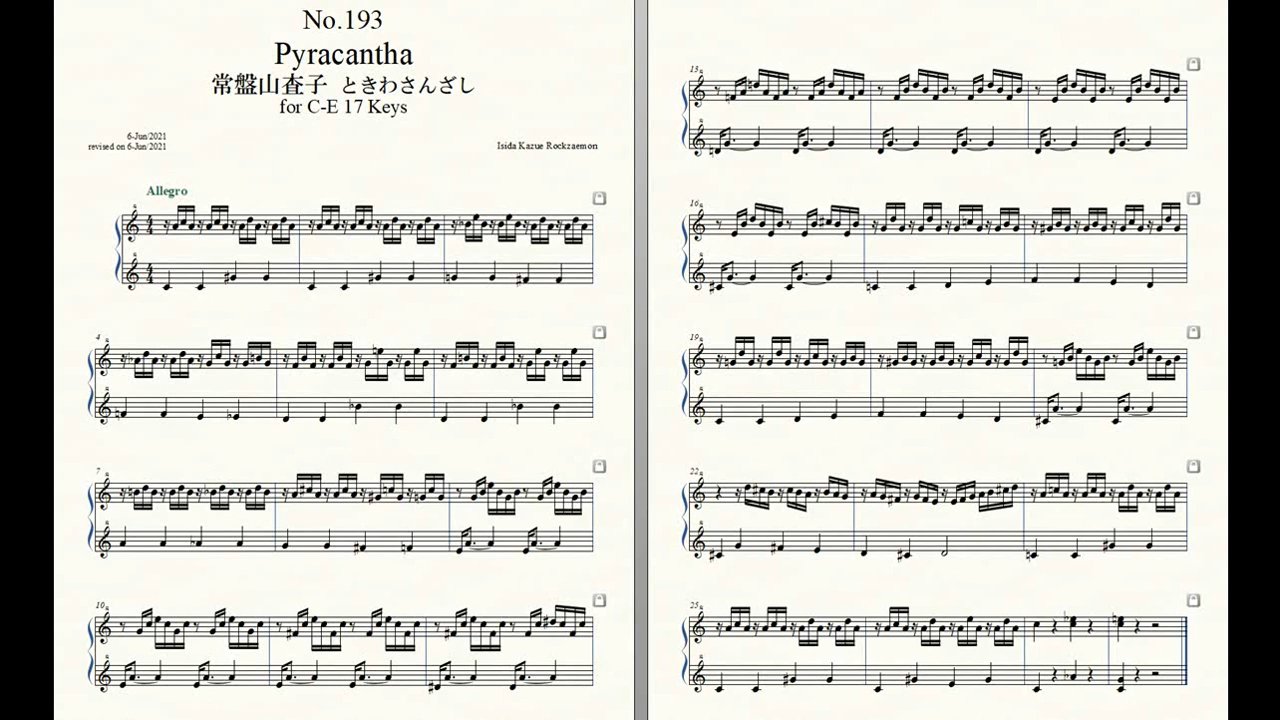 No.193
Pyracantha
常盤山査子 ときわさんざし
for C-E 17 Keys
6-Jun/2021
revised on 6-Jun/2021
Isida Kazue Rockzaemon
Allegro
4
7
10
13
16
19
22
25